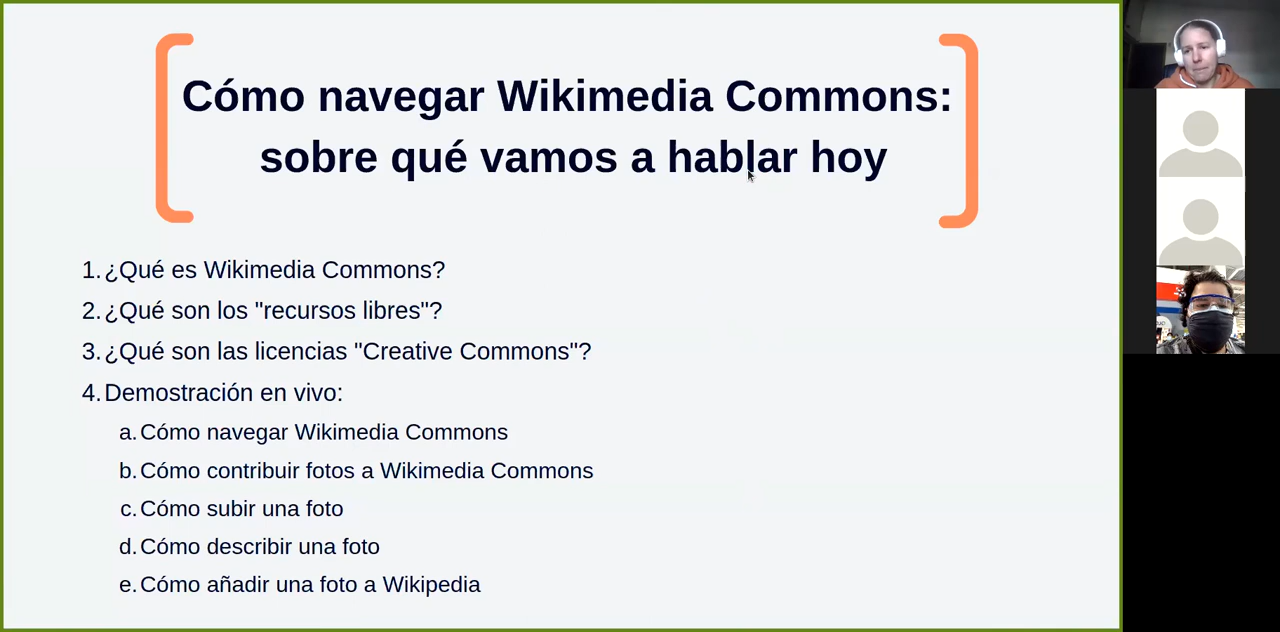 Cómo navegar Wikimedia Commons:
sobre qué vamos a hablar hoy
1. ¿Qué es Wikimedia Commons?
2. ¿Qué son los "recursos libres"?
3. ¿Qué son las licencias "Creative Commons"?
4. Demostración en vivo:
a. Cómo navegar Wikimedia Commons
b. Cómo contribuir fotos a Wikimedia Commons
c. Cómo subir una foto
d. Cómo describir una foto
e. Cómo añadir una foto a Wikipedia